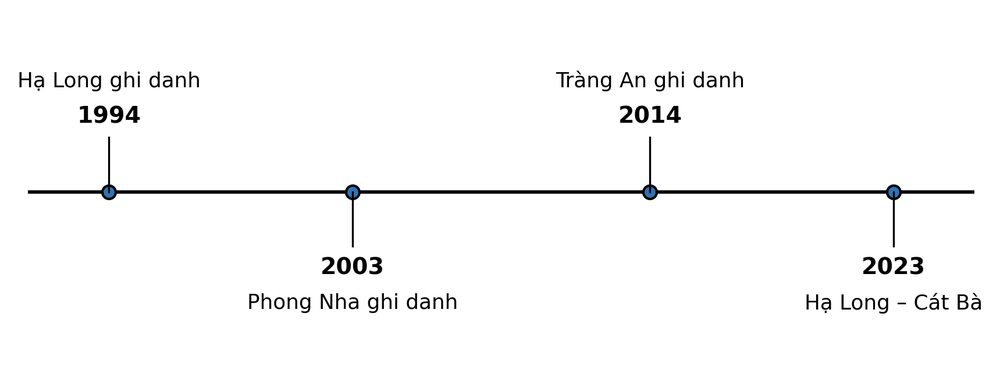 Hạ Long ghi danh
1994
2003
Phong Nha ghi danh
Tràng An ghi danh
2014
2023
Hạ Long – Cát Bà